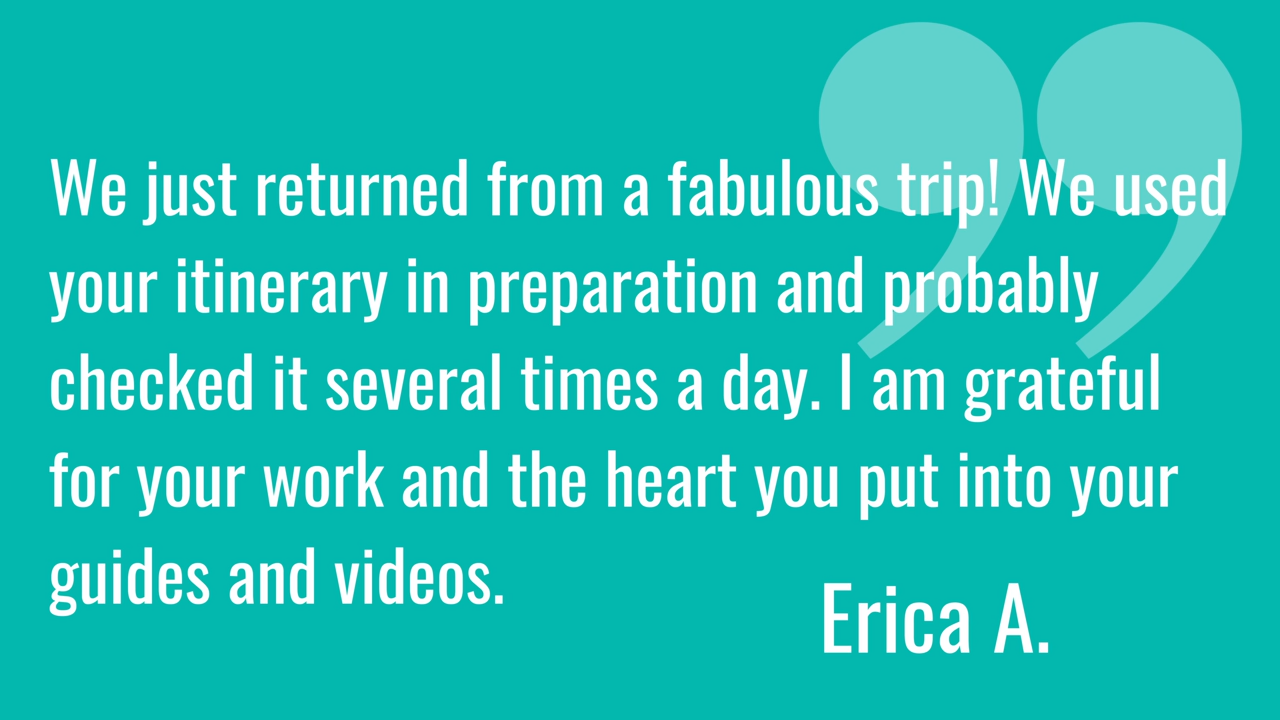 We just returned from a fabulous trip! We used
your itinerary in preparation and probably
checked it several times a day. I am grateful
for your work and the heart you put into your
guides and videos.
Erica A.